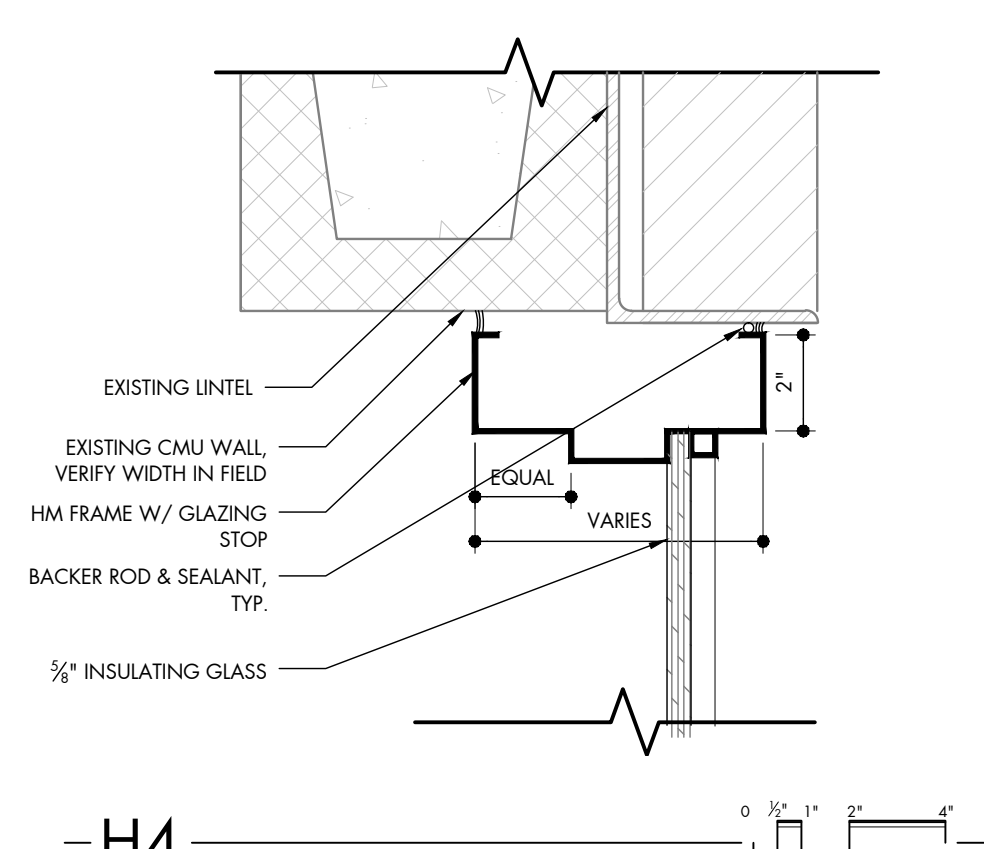 2"
EXISTING LINTEL
EXISTING CMU WALL,
VERIFY WIDTH IN FIELD
EQUAL
HM FRAME W/ GLAZING
STOP
VARIES
BACKER ROD & SEALANT,
TYP.
⅝" INSULATING GLASS
0 ½" 1" 2" 4"
H4